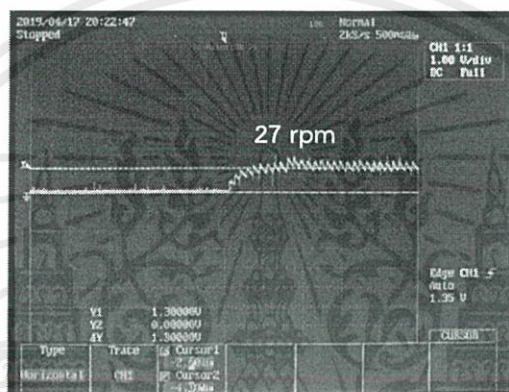 2019/04/17 20:22:47
Stopped
Normal
2kS/s 500ms/div
CH1 1:1
1.00 V/div
DC Full
27 rpm
Edge CH1
Auto
1.35 V
Y1 1.30000V
Y2 0.00000V
ΔY 1.30000V
CURSOR
Type
Trace
Cursor1
Horizontal
CH1
Cursor2